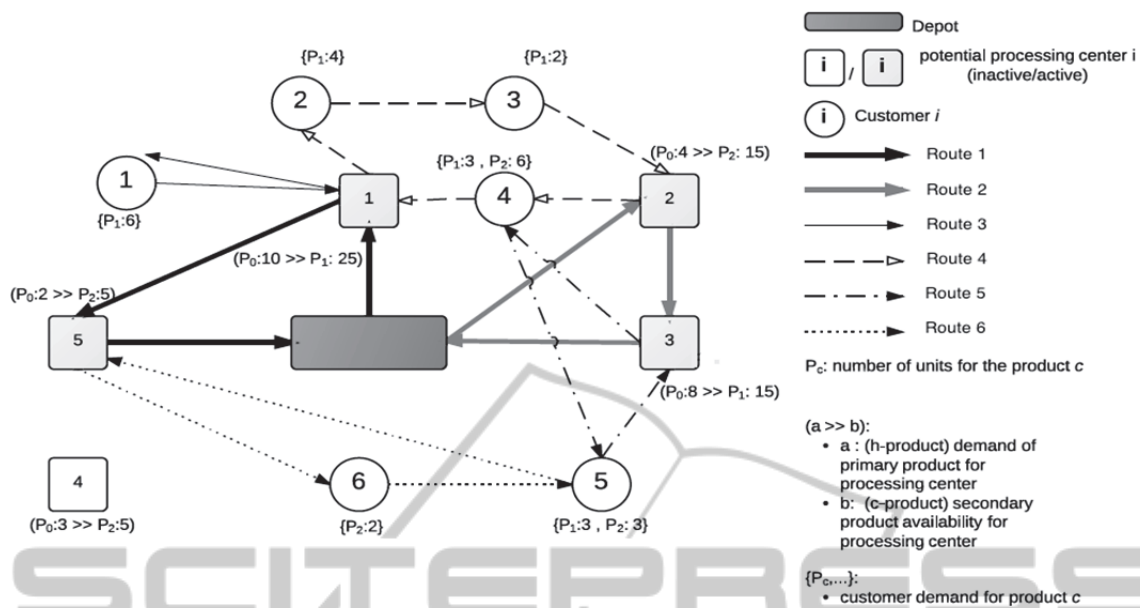 {P₁:4}
{P₁:2}
2
3
(P₀:4 >> P₂: 15)
{P₁:3 , P₂: 6}
1
{P₁:6}
1
4
2
(P₀:10 >> P₁: 25)
(P₀:2 >> P₂:5)
5
3
(P₀:8 >> P₁: 15)
4
(P₀:3 >> P₂:5)
6
{P₂:2}
5
{P₁:3 , P₂: 3}
Depot
i / i potential processing center i
(inactive/active)
i Customer i
Route 1
Route 2
Route 3
Route 4
Route 5
Route 6
P꜀: number of units for the product c
(a >> b):
• a : (h-product) demand of
primary product for
processing center
• b: (c-product) secondary
product availability for
processing center
{P꜀,...}:
• customer demand for product c
SCITEPRESS